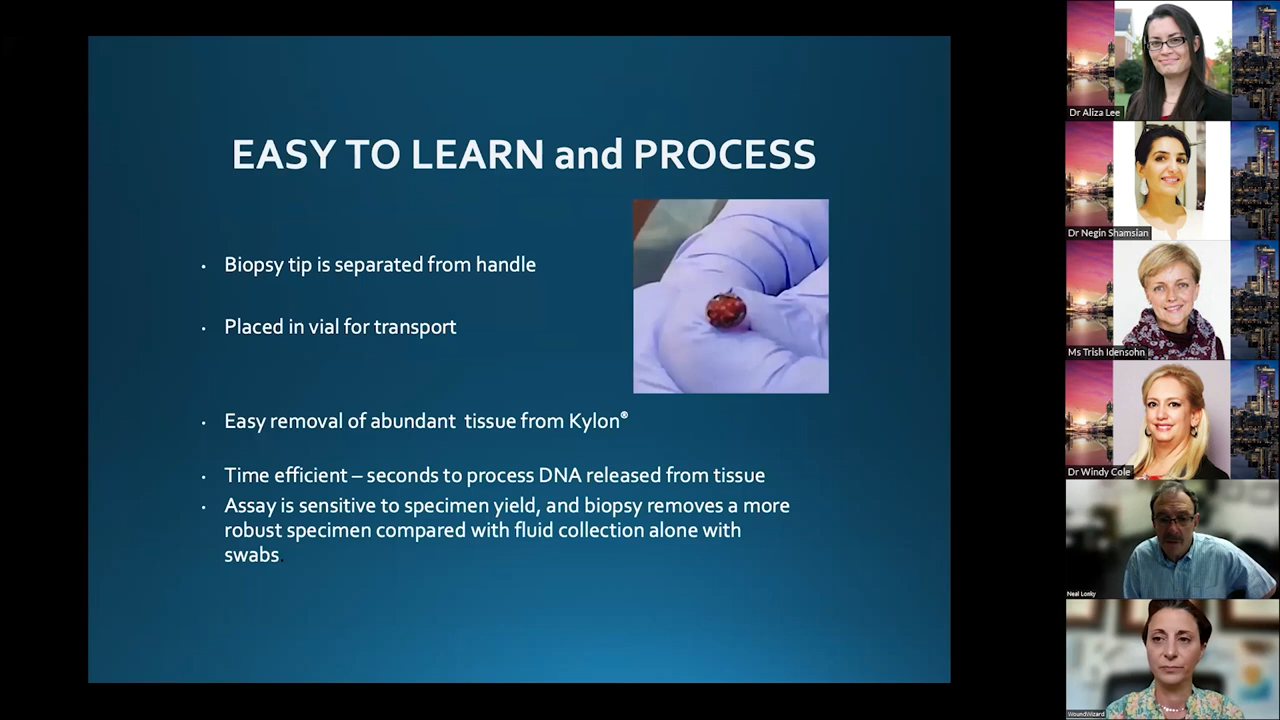 EASY TO LEARN and PROCESS
• Biopsy tip is separated from handle
• Placed in vial for transport
• Easy removal of abundant tissue from Kylon®
• Time efficient – seconds to process DNA released from tissue
• Assay is sensitive to specimen yield, and biopsy removes a more
robust specimen compared with fluid collection alone with
swabs.
Dr Aliza Lee
Dr Negin Shamsian
Ms Trish Idensohn
Dr Windy Cole
Neal Lonky
WoundWizard